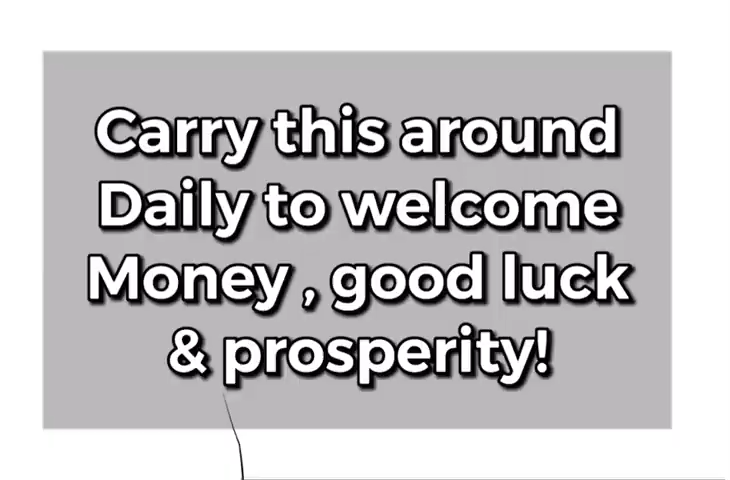 Carry this around
Daily to welcome
Money , good luck
& prosperity!